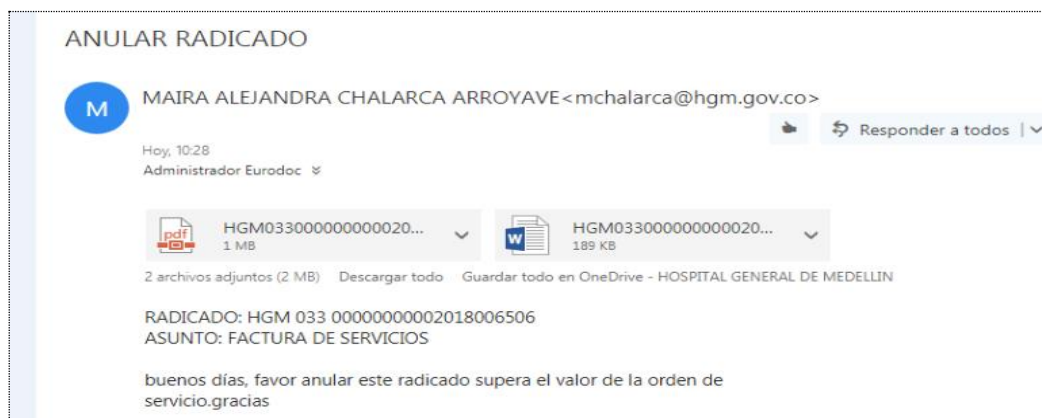 ANULAR RADICADO
M
MAIRA ALEJANDRA CHALARCA ARROYAVE<mchalarca@hgm.gov.co>
Responder a todos |
Hoy, 10:28
Administrador Eurodoc
pdf
HGM033000000000020...
1 MB
W
HGM033000000000020...
189 KB
2 archivos adjuntos (2 MB) Descargar todo Guardar todo en OneDrive - HOSPITAL GENERAL DE MEDELLIN
RADICADO: HGM 033 00000000002018006506
ASUNTO: FACTURA DE SERVICIOS
buenos días, favor anular este radicado supera el valor de la orden de
servicio.gracias